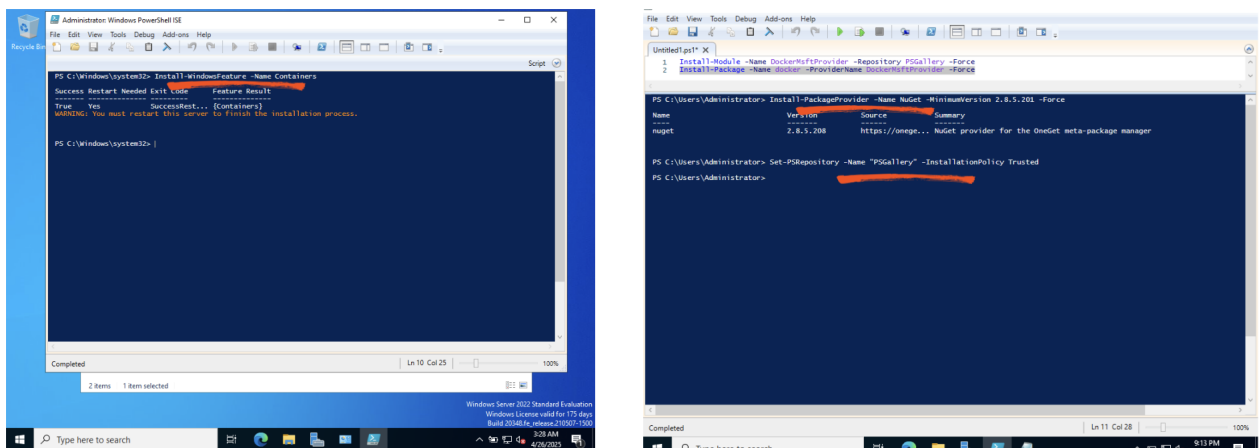 Administrator: Windows PowerShell ISE
File Edit View Tools Debug Add-ons Help
Recycle Bin
Script
PS C:\Windows\system32> Install-WindowsFeature -Name Containers
Success Restart Needed Exit Code Feature Result
------- -------------- --------- --------------
True Yes SuccessRest... {Containers}
WARNING: You must restart this server to finish the installation process.
PS C:\Windows\system32>
Completed
Ln 10 Col 25
100%
2 items 1 item selected
Windows Server 2022 Standard Evaluation
Windows License valid for 175 days
Build 20348.fe_release.210507-1500
Type here to search
3:28 AM
4/26/2025
File Edit View Tools Debug Add-ons Help
Untitled1.ps1* X
1 Install-Module -Name DockerMsftProvider -Repository PSGallery -Force
2 Install-Package -Name docker -ProviderName DockerMsftProvider -Force
PS C:\Users\Administrator> Install-PackageProvider -Name NuGet -MinimumVersion 2.8.5.201 -Force
Name Version Source Summary
---- ------- ------ -------
nuget 2.8.5.208 https://onege... NuGet provider for the OneGet meta-package manager
PS C:\Users\Administrator> Set-PSRepository -Name "PSGallery" -InstallationPolicy Trusted
PS C:\Users\Administrator>
Completed
Ln 11 Col 28
100%
Type here to search
9:13 PM